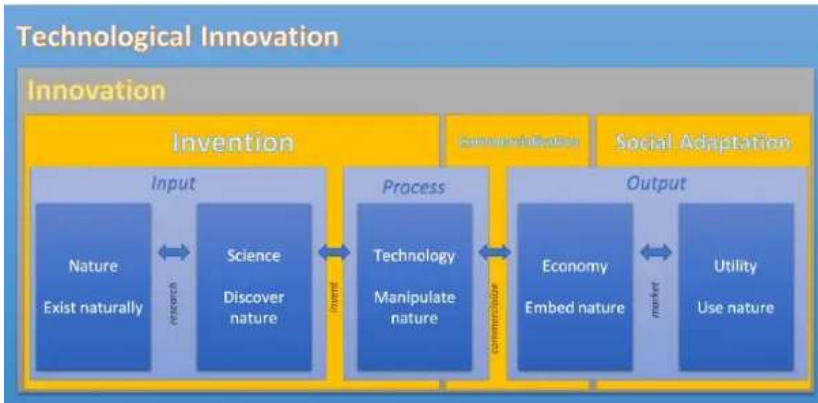 Technological Innovation
Innovation
Invention
Commercialization
Social Adaptation
Input
Process
Output
Nature
Exist naturally
research
Science
Discover
nature
invent
Technology
Manipulate
nature
commercialize
Economy
Embed nature
market
Utility
Use nature